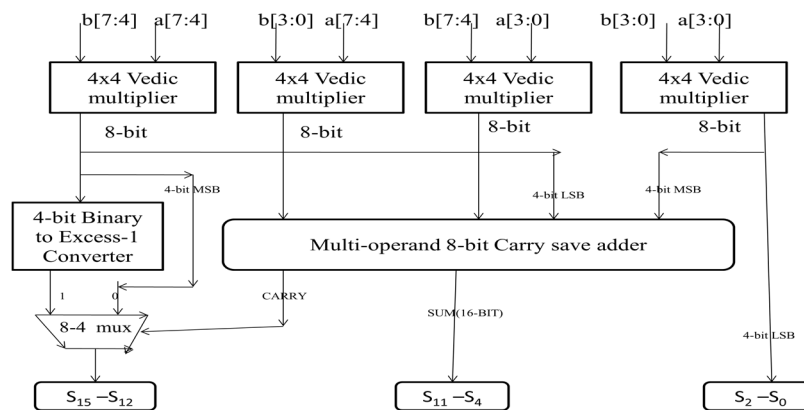 b[7:4] a[7:4] b[3:0] a[3:0] b[7:4] a[3:0] b[3:0] a[3:0]
4x4 Vedic
multiplier
4x4 Vedic
multiplier
4x4 Vedic
multiplier
4x4 Vedic
multiplier
8-bit 8-bit 8-bit 8-bit
4-bit MSB
4-bit LSB
4-bit MSB
4-bit Binary
to Excess-1
Converter
Multi-operand 8-bit Carry save adder
1 0
CARRY
SUM(16-BIT)
8-4 mux
4-bit LSB
S₁₅ –S₁₂
S₁₁ –S₄
S₂ –S₀